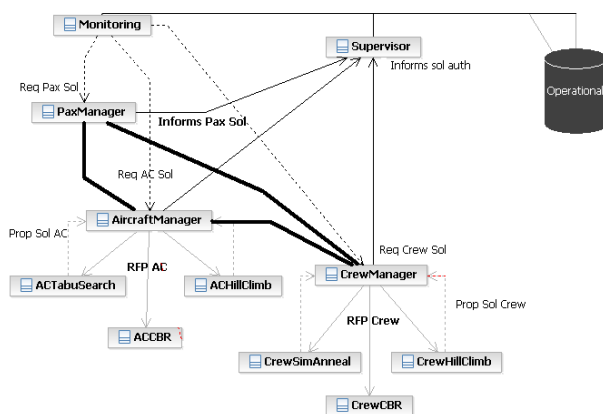 Monitoring
Supervisor
Informs sol auth
Req Pax Sol
Operational
PaxManager
Informs Pax Sol
Req AC Sol
AircraftManager
Prop Sol AC
Req Crew Sol
RFP AC
CrewManager
ACTabuSearch
ACHillClimb
Prop Sol Crew
RFP Crew
ACCBR
CrewSimAnneal
CrewHillClimb
CrewCBR